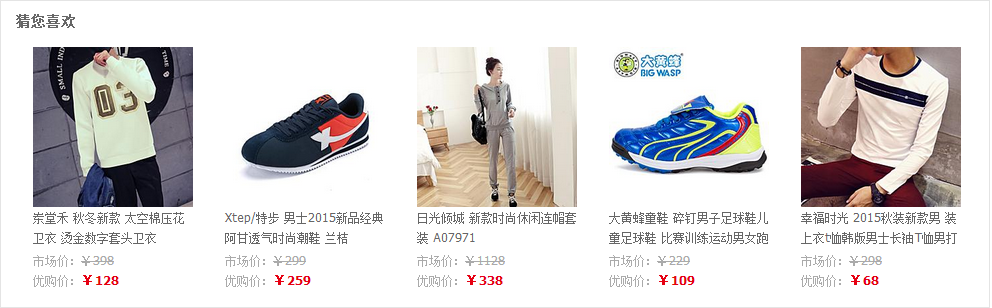 猜您喜欢
SMALL IND
03
大黄蜂
BIG WASP
崇堂禾 秋冬新款 太空棉压花
卫衣 烫金数字套头卫衣
市场价：￥398
优购价：￥128
Xtep/特步 男士2015新品经典
阿甘透气时尚潮鞋 兰桔
市场价：￥299
优购价：￥259
日光倾城 新款时尚休闲连帽套
装 A07971
市场价：￥1128
优购价：￥338
大黄蜂童鞋 碎钉男子足球鞋儿
童足球鞋 比赛训练运动男女跑
市场价：￥229
优购价：￥109
幸福时光 2015秋装新款男 装
上衣t恤韩版男士长袖T恤男打
市场价：￥298
优购价：￥68